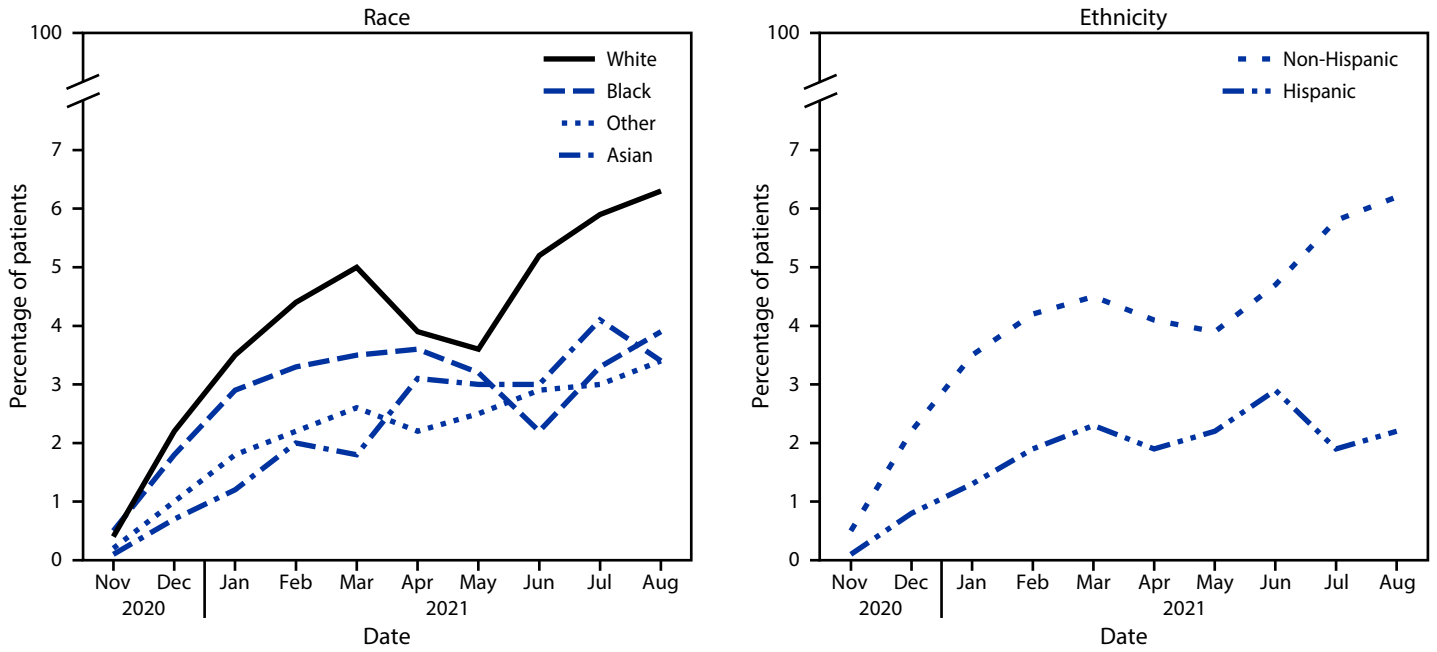 Race
100
7
6
5
4
3
2
1
0
Percentage of patients
White
Black
Other
Asian
Nov Dec Jan Feb Mar Apr May Jun Jul Aug
2020 2021
Date
Ethnicity
100
7
6
5
4
3
2
1
0
Percentage of patients
Non-Hispanic
Hispanic
Nov Dec Jan Feb Mar Apr May Jun Jul Aug
2020 2021
Date